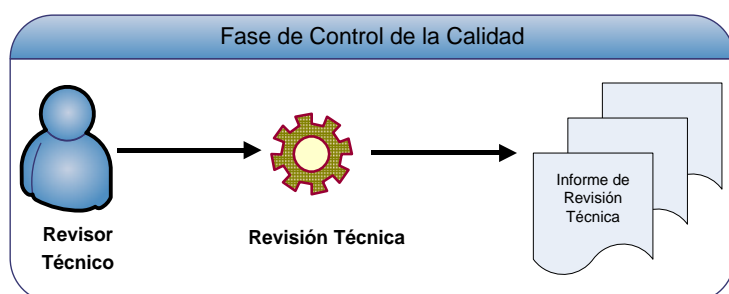 Fase de Control de la Calidad
Informe de
Revisión
Técnica
Revisor
Técnico
Revisión Técnica